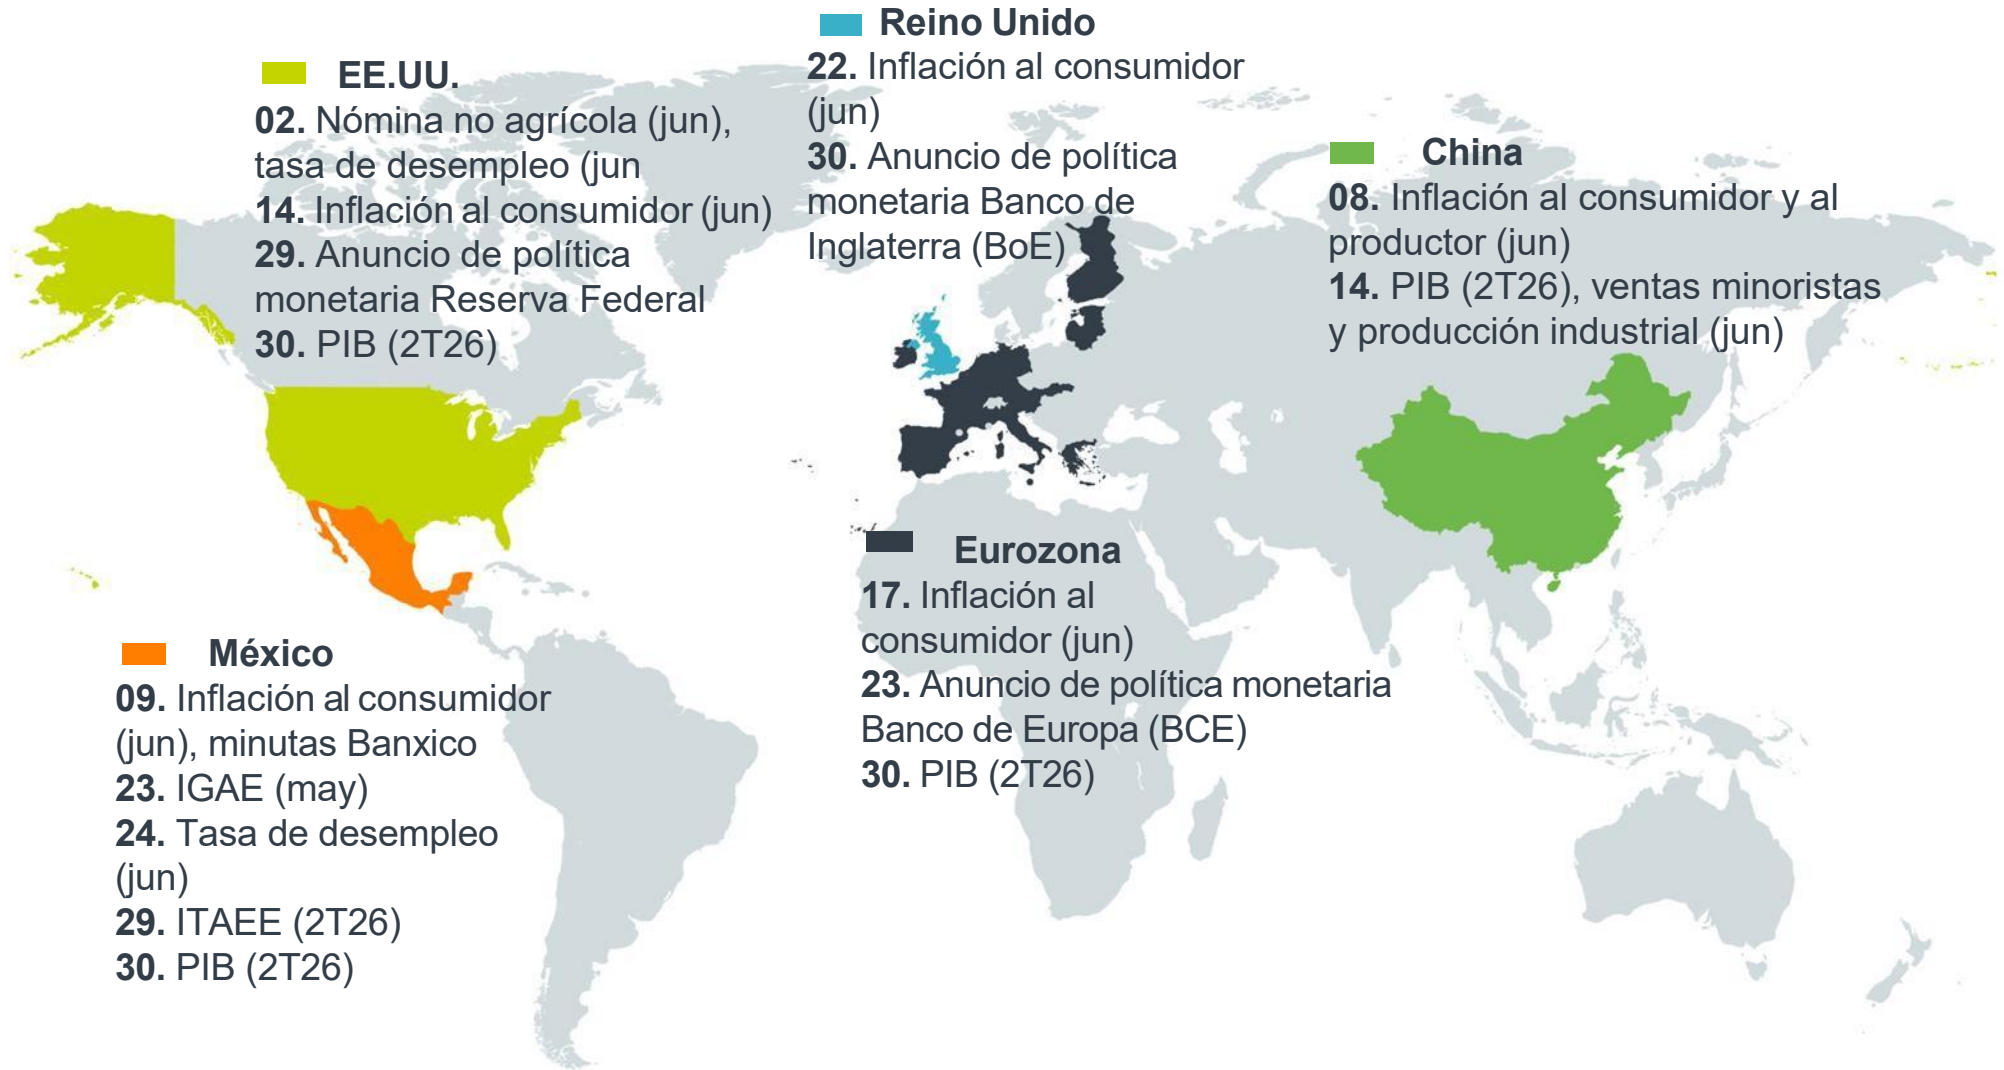 EE.UU.
02. Nómina no agrícola (jun),
tasa de desempleo (jun
14. Inflación al consumidor (jun)
29. Anuncio de política
monetaria Reserva Federal
30. PIB (2T26)
Reino Unido
22. Inflación al consumidor
(jun)
30. Anuncio de política
monetaria Banco de
Inglaterra (BoE)
China
08. Inflación al consumidor y al
productor (jun)
14. PIB (2T26), ventas minoristas
y producción industrial (jun)
México
09. Inflación al consumidor
(jun), minutas Banxico
23. IGAE (may)
24. Tasa de desempleo
(jun)
29. ITAEE (2T26)
30. PIB (2T26)
Eurozona
17. Inflación al
consumidor (jun)
23. Anuncio de política monetaria
Banco de Europa (BCE)
30. PIB (2T26)